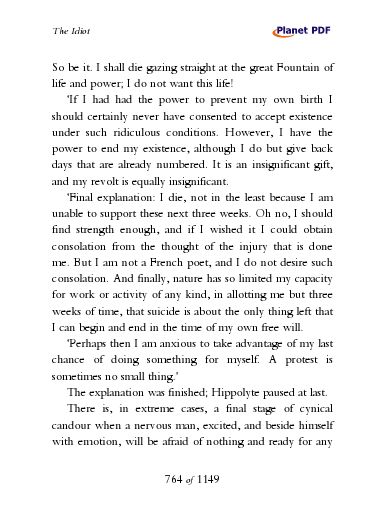 The Idiot
Planet PDF
So be it. I shall die gazing straight at the great Fountain of
life and power; I do not want this life!
‘If I had had the power to prevent my own birth I
should certainly never have consented to accept existence
under such ridiculous conditions. However, I have the
power to end my existence, although I do but give back
days that are already numbered. It is an insignificant gift,
and my revolt is equally insignificant.
‘Final explanation: I die, not in the least because I am
unable to support these next three weeks. Oh no, I should
find strength enough, and if I wished it I could obtain
consolation from the thought of the injury that is done
me. But I am not a French poet, and I do not desire such
consolation. And finally, nature has so limited my capacity
for work or activity of any kind, in allotting me but three
weeks of time, that suicide is about the only thing left that
I can begin and end in the time of my own free will.
‘Perhaps then I am anxious to take advantage of my last
chance of doing something for myself. A protest is
sometimes no small thing.’
The explanation was finished; Hippolyte paused at last.
There is, in extreme cases, a final stage of cynical
candour when a nervous man, excited, and beside himself
with emotion, will be afraid of nothing and ready for any
764 of 1149